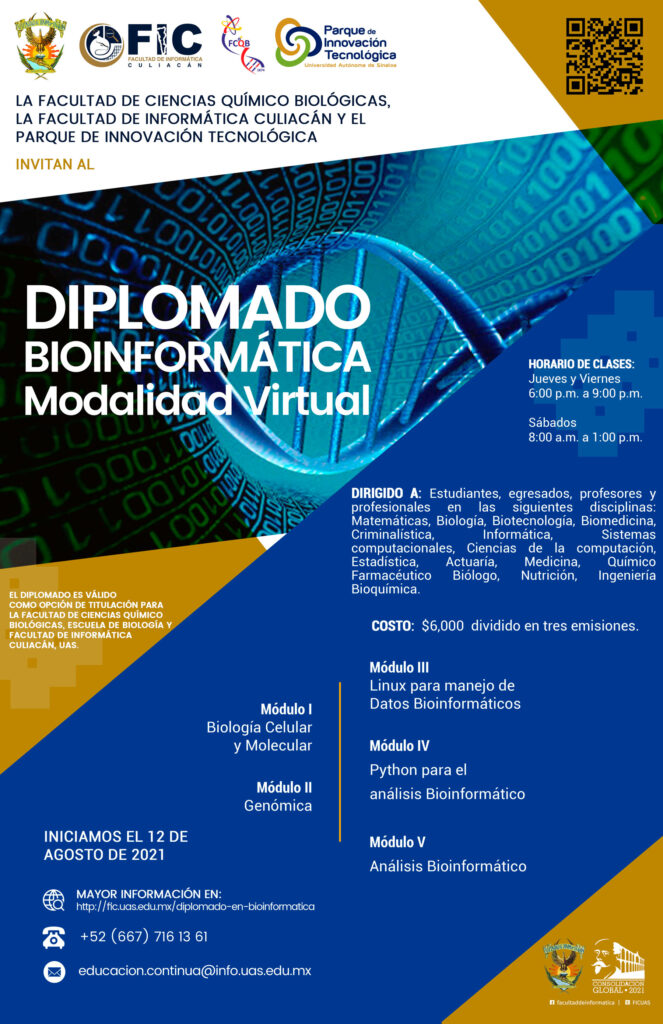 FIC
FACULTAD DE INFORMÁTICA
CULIACÁN
FCQB
Parque de
Innovación
Tecnológica
Universidad Autónoma de Sinaloa
LA FACULTAD DE CIENCIAS QUÍMICO BIOLÓGICAS,
LA FACULTAD DE INFORMÁTICA CULIACÁN Y EL
PARQUE DE INNOVACIÓN TECNOLÓGICA
INVITAN AL
DIPLOMADO
BIOINFORMÁTICA
Modalidad Virtual
HORARIO DE CLASES:
Jueves y Viernes
6:00 p.m. a 9:00 p.m.
Sábados
8:00 a.m. a 1:00 p.m.
DIRIGIDO A: Estudiantes, egresados, profesores y
profesionales en las siguientes disciplinas:
Matemáticas, Biología, Biotecnología, Biomedicina,
Criminalística, Informática, Sistemas
computacionales, Ciencias de la computación,
Estadística, Actuaría, Medicina, Químico
Farmacéutico Biólogo, Nutrición, Ingeniería
Bioquímica.
EL DIPLOMADO ES VÁLIDO
COMO OPCIÓN DE TITULACIÓN PARA
LA FACULTAD DE CIENCIAS QUÍMICO
BIOLÓGICAS, ESCUELA DE BIOLOGÍA Y
FACULTAD DE INFORMÁTICA
CULIACÁN, UAS.
COSTO: $6,000 dividido en tres emisiones.
Módulo I
Biología Celular
y Molecular
Módulo II
Genómica
Módulo III
Linux para manejo de
Datos Bioinformáticos
Módulo IV
Python para el
análisis Bioinformático
Módulo V
Análisis Bioinformático
INICIAMOS EL 12 DE
AGOSTO DE 2021
MAYOR INFORMACIÓN EN:
http://fic.uas.edu.mx/diplomado-en-bioinformatica
+52 (667) 716 13 61
educacion.continua@info.uas.edu.mx
CONSOLIDACIÓN
GLOBAL • 2021
facultaddeinformatica | FICUAS